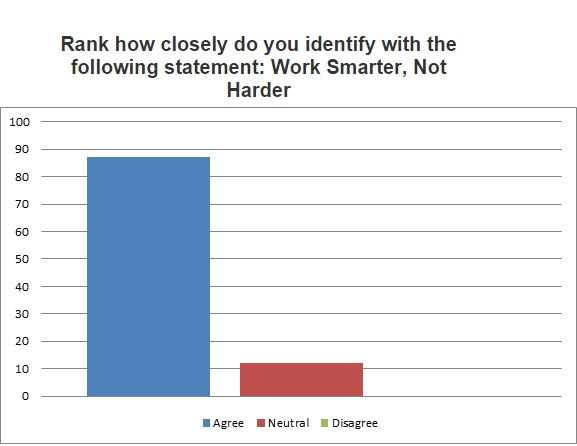 Rank how closely do you identify with the
following statement: Work Smarter, Not
Harder
100
90
80
70
60
50
40
30
20
10
0
Agree Neutral Disagree